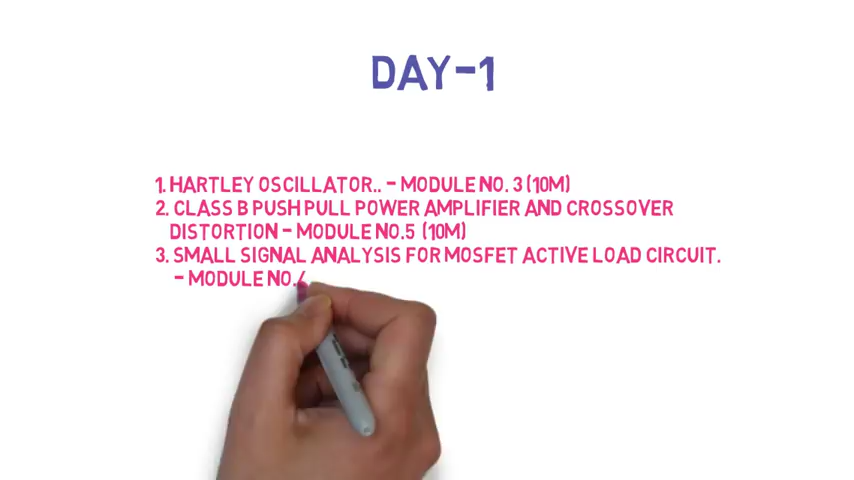 DAY-1
1. HARTLEY OSCILLATOR.. - MODULE NO. 3 (10M)
2. CLASS B PUSH PULL POWER AMPLIFIER AND CROSSOVER
DISTORTION - MODULE NO.5 (10M)
3. SMALL SIGNAL ANALYSIS FOR MOSFET ACTIVE LOAD CIRCUIT.
- MODULE NO.